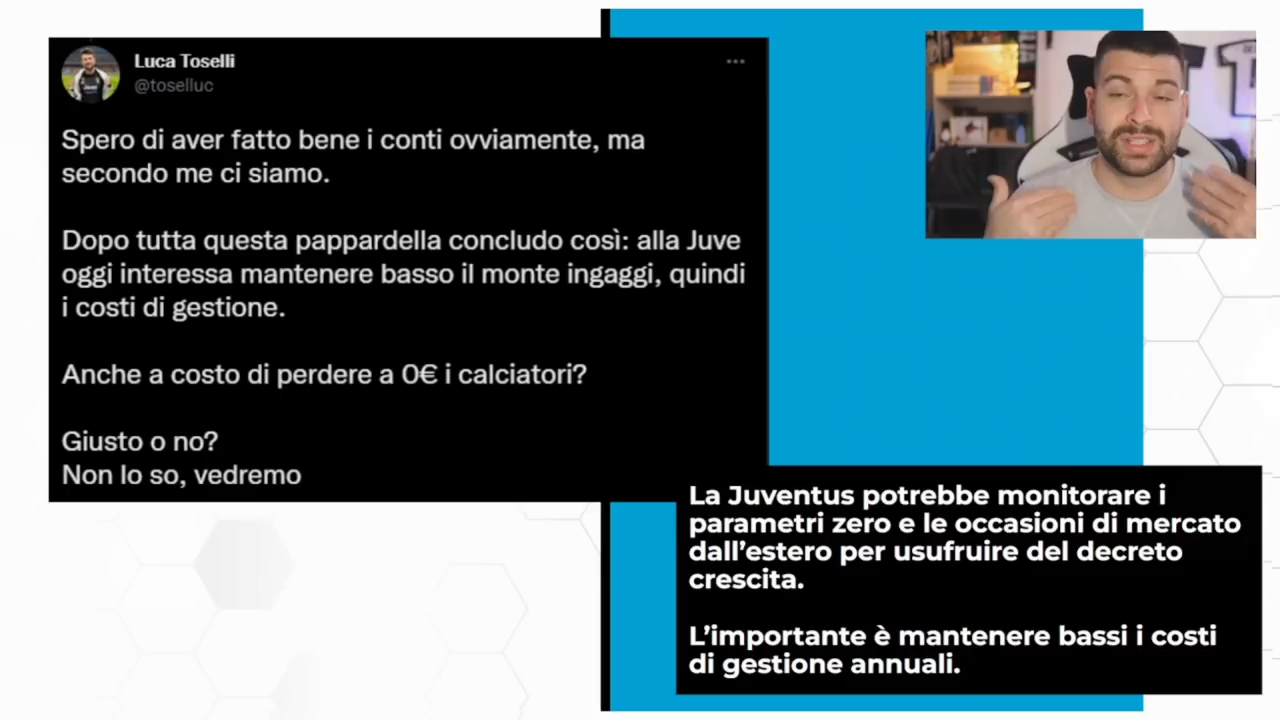 Luca Toselli
@toselluc
Spero di aver fatto bene i conti ovviamente, ma
secondo me ci siamo.
Dopo tutta questa pappardella concludo così: alla Juve
oggi interessa mantenere basso il monte ingaggi, quindi
i costi di gestione.
Anche a costo di perdere a 0€ i calciatori?
Giusto o no?
Non lo so, vedremo
La Juventus potrebbe monitorare i
parametri zero e le occasioni di mercato
dall'estero per usufruire del decreto
crescita.
L'importante è mantenere bassi i costi
di gestione annuali.